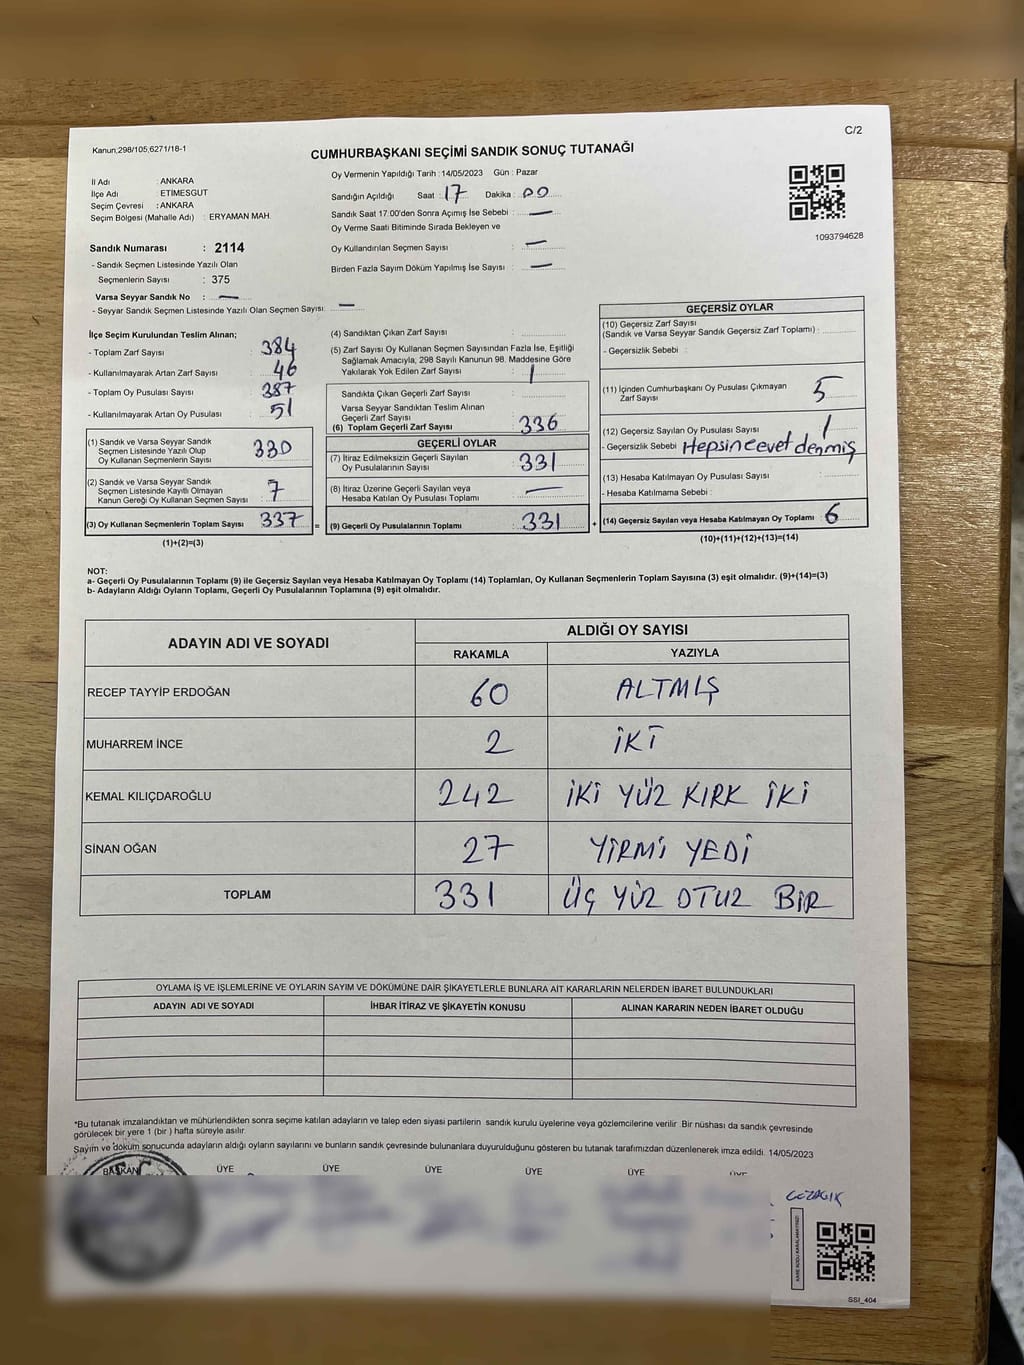 C/2
Kanun,298/105,6271/18-1
CUMHURBAŞKANI SEÇİMİ SANDIK SONUÇ TUTANAĞI
İl Adı : ANKARA
İlçe Adı : ETİMESGUT
Seçim Çevresi : ANKARA
Seçim Bölgesi (Mahalle Adı) : ERYAMAN MAH.
Sandık Numarası : 2114
- Sandık Seçmen Listesinde Yazılı Olan
Seçmenlerin Sayısı : 375
Varsa Seyyar Sandık No : —
- Seyyar Sandık Seçmen Listesinde Yazılı Olan Seçmen Sayısı: —
Oy Vermenin Yapıldığı Tarih : 14/05/2023 Gün : Pazar
Sandığın Açıldığı Saat : 17 Dakika : 00
Sandık Saat 17:00'den Sonra Açımış İse Sebebi : —
Oy Verme Saati Bitiminde Sırada Bekleyen ve
Oy Kullandırılan Seçmen Sayısı : —
Birden Fazla Sayım Döküm Yapılmış İse Sayısı : —
1093794628
İlçe Seçim Kurulundan Teslim Alınan;
- Toplam Zarf Sayısı : 384
- Kullanılmayarak Artan Zarf Sayısı : 46
- Toplam Oy Pusulası Sayısı : 387
- Kullanılmayarak Artan Oy Pusulası : 51
(1) Sandık ve Varsa Seyyar Sandık
Seçmen Listesinde Yazılı Olup
Oy Kullanan Seçmenlerin Sayısı : 330
(2) Sandık ve Varsa Seyyar Sandık
Seçmen Listesinde Kayıtlı Olmayan
Kanun Gereği Oy Kullanan Seçmen Sayısı : 7
(3) Oy Kullanan Seçmenlerin Toplam Sayısı : 337
(1)+(2)=(3)
(4) Sandıktan Çıkan Zarf Sayısı :
(5) Zarf Sayısı Oy Kullanan Seçmen Sayısından Fazla İse, Eşitliği
Sağlamak Amacıyla, 298 Sayılı Kanunun 98. Maddesine Göre
Yakılarak Yok Edilen Zarf Sayısı : 1
Sandıkta Çıkan Geçerli Zarf Sayısı :
Varsa Seyyar Sandıktan Teslim Alınan
Geçerli Zarf Sayısı :
(6) Toplam Geçerli Zarf Sayısı : 336
GEÇERLİ OYLAR
(7) İtiraz Edilmeksizin Geçerli Sayılan
Oy Pusulalarının Sayısı : 331
(8) İtiraz Üzerine Geçerli Sayılan veya
Hesaba Katılan Oy Pusulası Toplamı : —
= (9) Geçerli Oy Pusulalarının Toplamı : 331
GEÇERSİZ OYLAR
(10) Geçersiz Zarf Sayısı
(Sandık ve Varsa Seyyar Sandık Geçersiz Zarf Toplamı) :
- Geçersizlik Sebebi :
(11) İçinden Cumhurbaşkanı Oy Pusulası Çıkmayan
Zarf Sayısı : 5
(12) Geçersiz Sayılan Oy Pusulası Sayısı : 1
- Geçersizlik Sebebi Hepsine evet denmiş
(13) Hesaba Katılmayan Oy Pusulası Sayısı :
- Hesaba Katılmama Sebebi :
+ (14) Geçersiz Sayılan veya Hesaba Katılmayan Oy Toplamı : 6
(10)+(11)+(12)+(13)=(14)
NOT:
a- Geçerli Oy Pusulalarının Toplamı (9) ile Geçersiz Sayılan veya Hesaba Katılmayan Oy Toplamı (14) Toplamları, Oy Kullanan Seçmenlerin Toplam Sayısına (3) eşit olmalıdır. (9)+(14)=(3)
b- Adayların Aldığı Oyların Toplamı, Geçerli Oy Pusulalarının Toplamına (9) eşit olmalıdır.
ADAYIN ADI VE SOYADI
ALDIĞI OY SAYISI
RAKAMLA YAZIYLA
RECEP TAYYİP ERDOĞAN 60 ALTMIŞ
MUHARREM İNCE 2 İKİ
KEMAL KILIÇDAROĞLU 242 İKİ YÜZ KIRK İKİ
SİNAN OĞAN 27 YİRMİ YEDİ
TOPLAM 331 ÜÇ YÜZ OTUZ BİR
OYLAMA İŞ VE İŞLEMLERİNE VE OYLARIN SAYIM VE DÖKÜMÜNE DAİR ŞİKAYETLERLE BUNLARA AİT KARARLARIN NELERDEN İBARET BULUNDUKLARI
ADAYIN ADI VE SOYADI İHBAR İTİRAZ VE ŞİKAYETİN KONUSU ALINAN KARARIN NEDEN İBARET OLDUĞU
*Bu tutanak imzalandıktan ve mühürlendikten sonra seçime katılan adayların ve talep eden siyasi partilerin sandık kurulu üyelerine veya gözlemcilerine verilir. Bir nüshası da sandık çevresinde
görülecek bir yere 1 (bir ) hafta süreyle asılır.
Sayım ve döküm sonucunda adayların aldığı oyların sayılarını ve bunların sandık çevresinde bulunanlara duyurulduğunu gösteren bu tutanak tarafımızdan düzenlenerek imza edildi. 14/05/2023
BAŞKAN ÜYE ÜYE ÜYE ÜYE ÜYE ÜYE
SSI_404